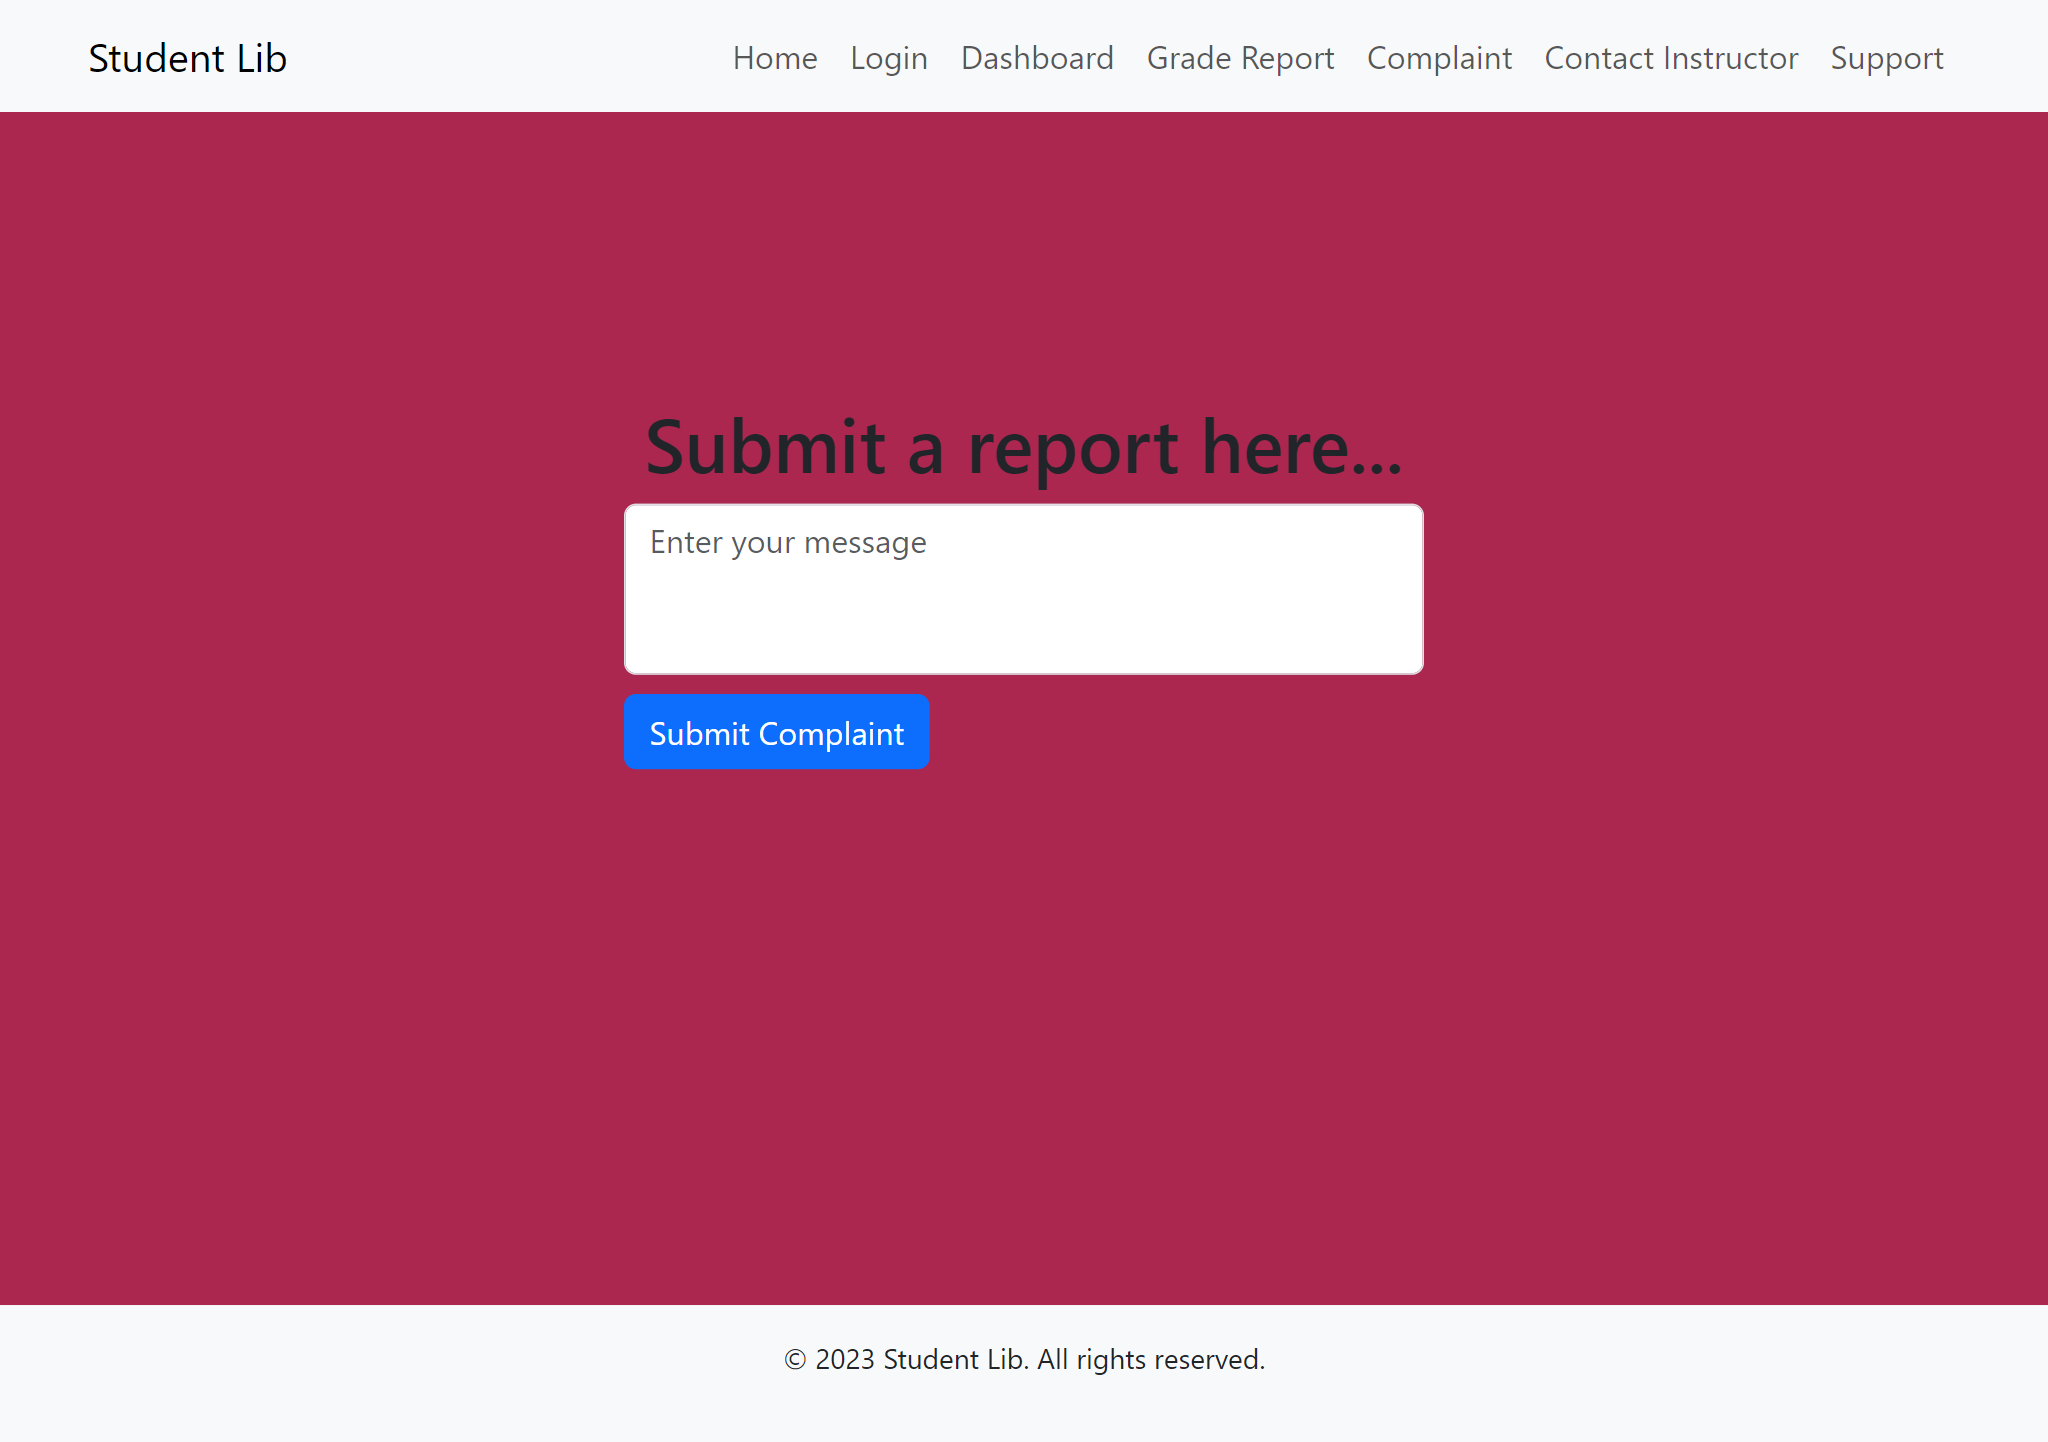 Student Lib Home Login Dashboard Grade Report Complaint Contact Instructor Support
Submit a report here...
Enter your message
Submit Complaint
© 2023 Student Lib. All rights reserved.